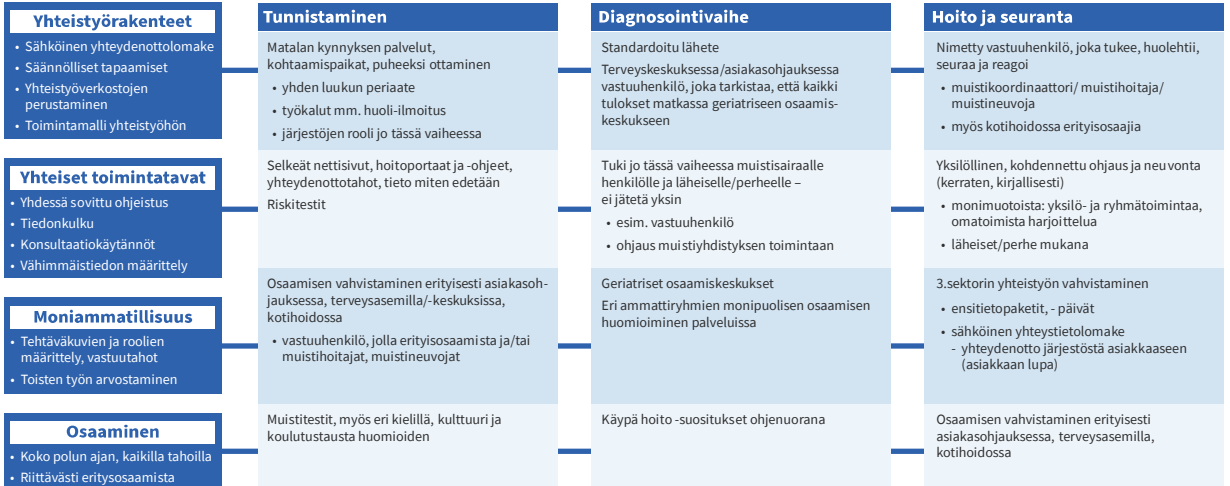 Yhteistyörakenteet
• Sähköinen yhteydenottolomake
• Säännölliset tapaamiset
• Yhteistyöverkostojen
perustaminen
• Toimintamalli yhteistyöhön
Yhteiset toimintatavat
• Yhdessä sovittu ohjeistus
• Tiedonkulku
• Konsultaatiokäytännöt
• Vähimmäistiedon määrittely
Moniammatillisuus
• Tehtäväkuvien ja roolien
määrittely, vastuutahot
• Toisten työn arvostaminen
Osaaminen
• Koko polun ajan, kaikilla tahoilla
• Riittävästi eritysosaamista
Tunnistaminen
Matalan kynnyksen palvelut,
kohtaamispaikat, puheeksi ottaminen
• yhden luukun periaate
• työkalut mm. huoli-ilmoitus
• järjestöjen rooli jo tässä vaiheessa
Selkeät nettisivut, hoitoportaat ja -ohjeet,
yhteydenottotahot, tieto miten edetään
Riskitestit
Osaamisen vahvistaminen erityisesti asiakasoh-
jauksessa, terveysasemilla/-keskuksissa,
kotihoidossa
• vastuuhenkilö, jolla erityisosaamista ja/tai
muistihoitajat, muistineuvojat
Muistitestit, myös eri kielillä, kulttuuri ja
koulutustausta huomioiden
Diagnosointivaihe
Standardoitu lähete
Terveyskeskuksessa/asiakasohjauksessa
vastuuhenkilö, joka tarkistaa, että kaikki
tulokset matkassa geriatriseen osaamis-
keskukseen
Tuki jo tässä vaiheessa muistisairaalle
henkilölle ja läheiselle/perheelle –
ei jätetä yksin
• esim. vastuuhenkilö
• ohjaus muistiyhdistyksen toimintaan
Geriatriset osaamiskeskukset
Eri ammattiryhmien monipuolisen osaamisen
huomioiminen palveluissa
Käypä hoito -suositukset ohjenuorana
Hoito ja seuranta
Nimetty vastuuhenkilö, joka tukee, huolehtii,
seuraa ja reagoi
• muistikoordinaattori/ muistihoitaja/
muistineuvoja
• myös kotihoidossa erityisosaajia
Yksilöllinen, kohdennettu ohjaus ja neuvonta
(kerraten, kirjallisesti)
• monimuotoista: yksilö- ja ryhmätoimintaa,
omatoimista harjoittelua
• läheiset/perhe mukana
3.sektorin yhteistyön vahvistaminen
• ensitietopaketit, - päivät
• sähköinen yhteystietolomake
- yhteydenotto järjestöstä asiakkaaseen
(asiakkaan lupa)
Osaamisen vahvistaminen erityisesti
asiakasohjauksessa, terveysasemilla,
kotihoidossa